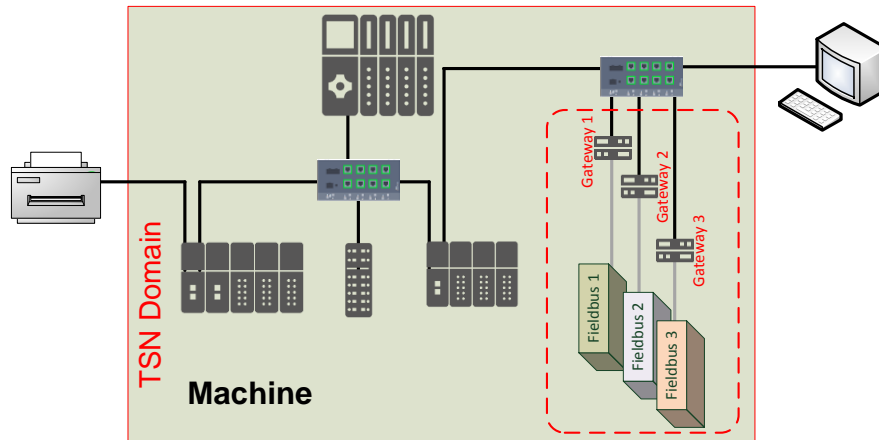 Gateway 1
Gateway 2
Gateway 3
TSN Domain
Fieldbus 1
Fieldbus 2
Fieldbus 3
Machine